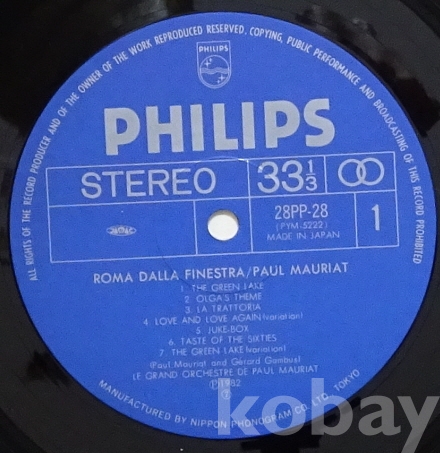 ALL RIGHTS OF THE RECORD PRODUCER AND OF THE OWNER OF THE WORK REPRODUCED RESERVED. COPYING, PUBLIC PERFORMANCE AND BROADCASTING OF THIS RECORD PROHIBITED
PHILIPS
PHILIPS
STEREO
33 1/3
28PP-28
(PYM-5222)
MADE IN JAPAN
1
ROMA DALLA FINESTRA/PAUL MAURIAT
1. THE GREEN LAKE
2. OLGA'S THEME
3. LA TRATTORIA
4. LOVE AND LOVE AGAIN(variation)
5. JUKE-BOX
6. TASTE OF THE SIXTIES
7. THE GREEN LAKE(variation)
(Paul Mauriat and Gérard Gambus)
LE GRAND ORCHESTRE DE PAUL MAURIAT
Ⓟ1982
MANUFACTURED BY NIPPON PHONOGRAM CO., LTD., TOKYO
kobay